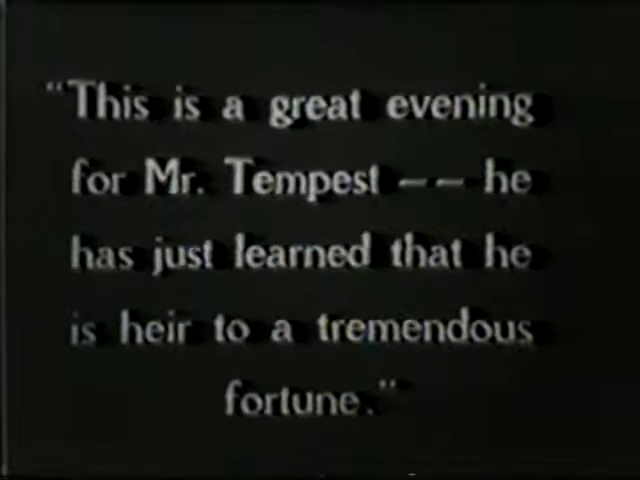 "This is a great evening
for Mr. Tempest -- he
has just learned that he
is heir to a tremendous
fortune."